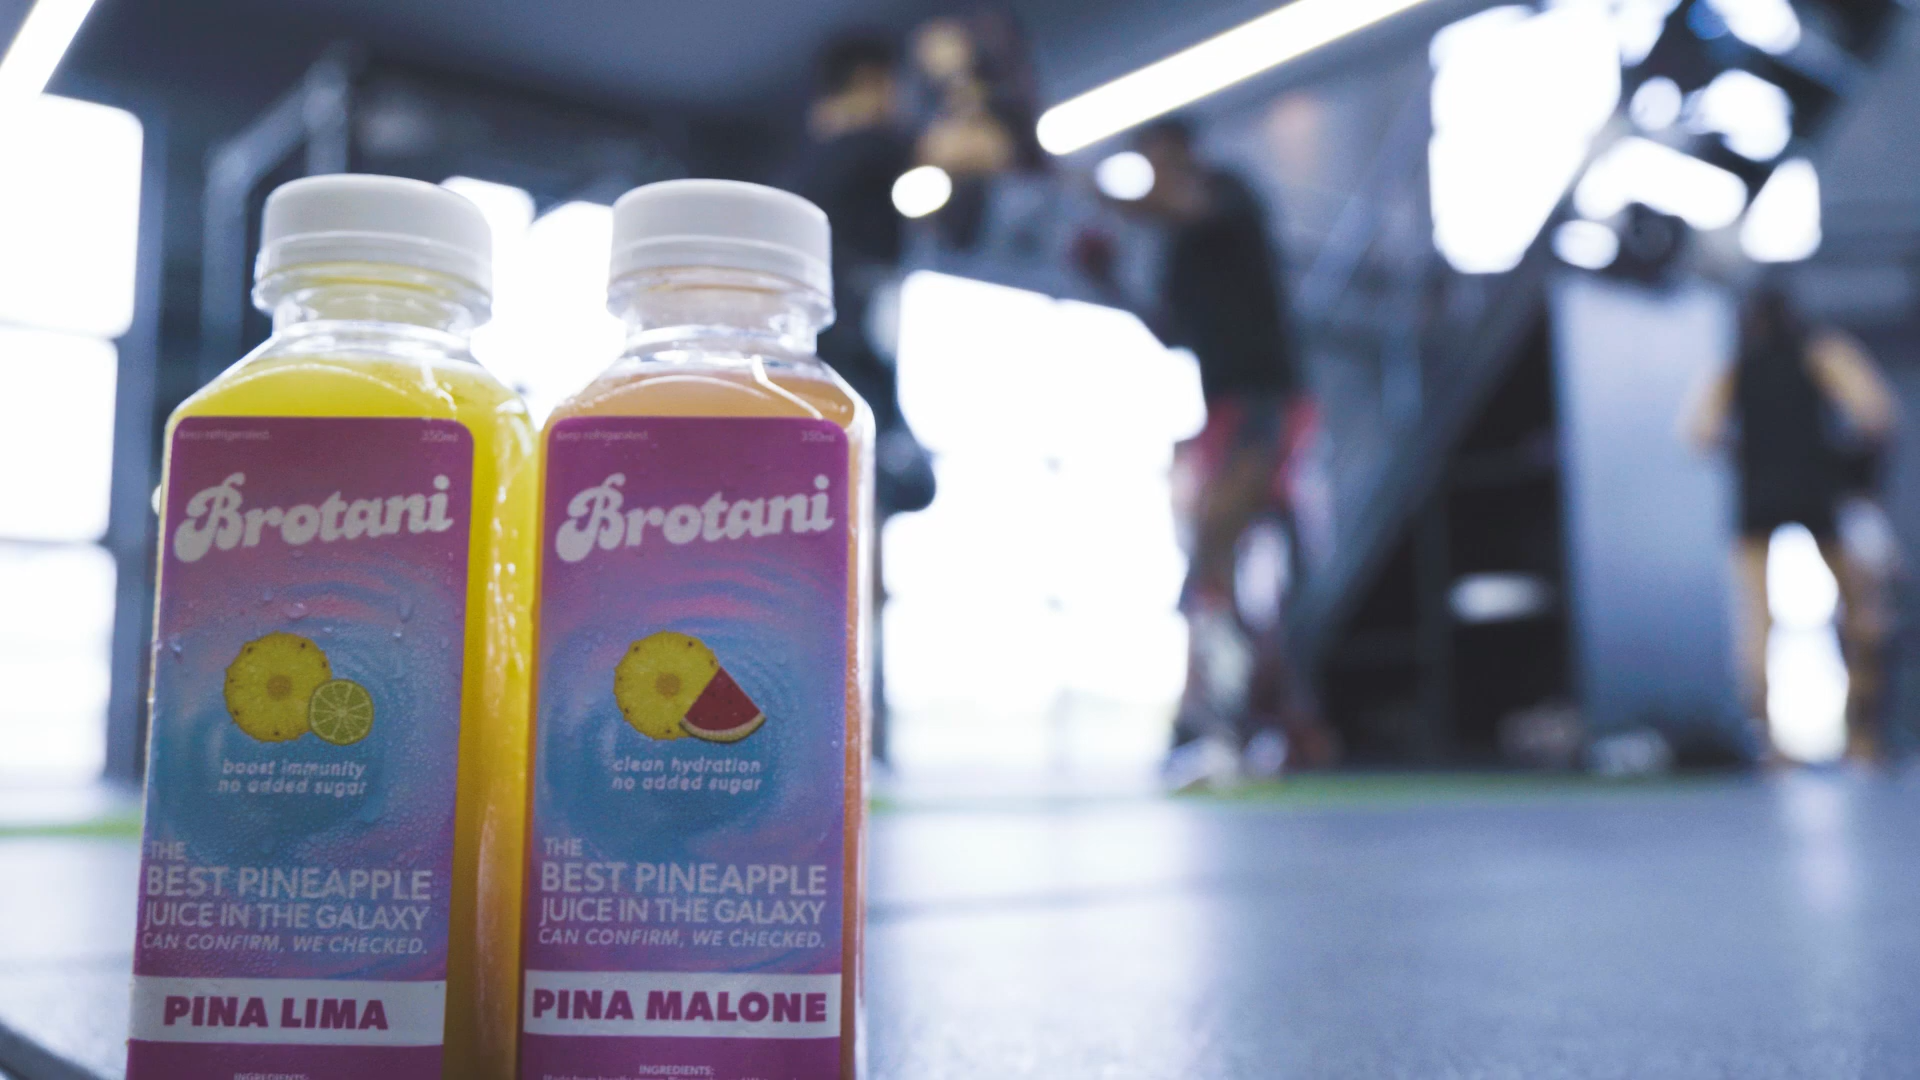 Keep refrigerated.
350ml
Brotani
boost immunity
no added sugar
THE
BEST PINEAPPLE
JUICE IN THE GALAXY
CAN CONFIRM, WE CHECKED.
PINA LIMA
INGREDIENTS:
Keep refrigerated.
350ml
Brotani
clean hydration
no added sugar
THE
BEST PINEAPPLE
JUICE IN THE GALAXY
CAN CONFIRM, WE CHECKED.
PINA MALONE
INGREDIENTS: